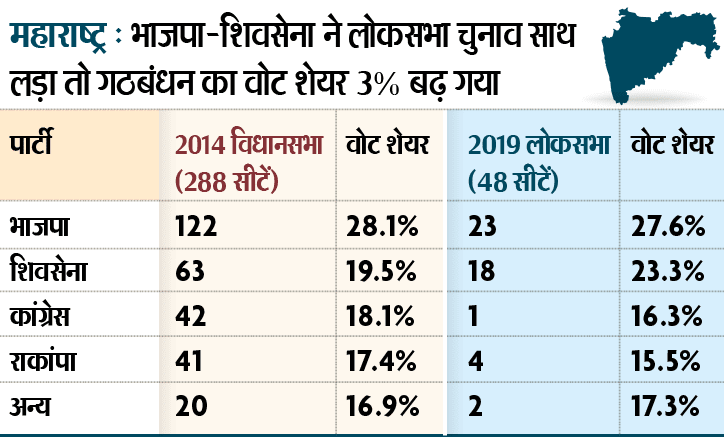 महाराष्ट्र : भाजपा-शिवसेना ने लोकसभा चुनाव साथ
लड़ा तो गठबंधन का वोट शेयर 3% बढ़ गया
पार्टी 2014 विधानसभा (288 सीटें) वोट शेयर 2019 लोकसभा (48 सीटें) वोट शेयर
भाजपा 122 28.1% 23 27.6%
शिवसेना 63 19.5% 18 23.3%
कांग्रेस 42 18.1% 1 16.3%
राकांपा 41 17.4% 4 15.5%
अन्य 20 16.9% 2 17.3%